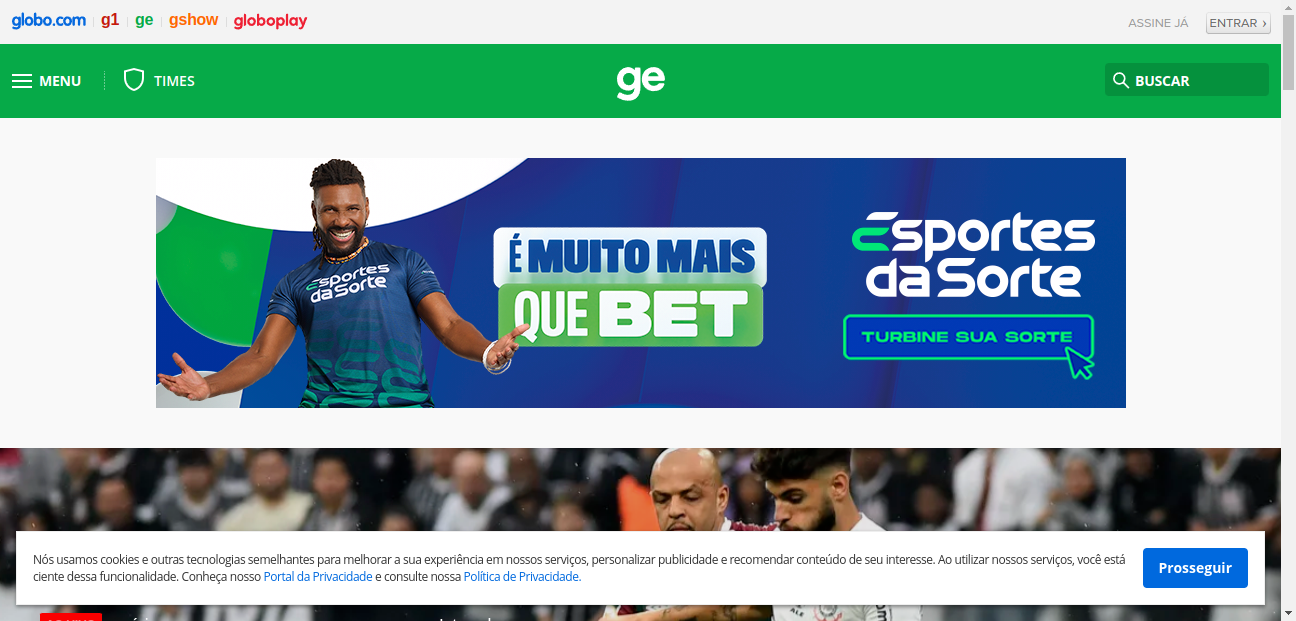 globo.com g1 ge gshow globoplay ASSINE JÁ ENTRAR ›
MENU TIMES ge BUSCAR
Esportes
da Sorte
É MUITO MAIS
QUE BET
Esportes
da Sorte
TURBINE SUA SORTE
Nós usamos cookies e outras tecnologias semelhantes para melhorar a sua experiência em nossos serviços, personalizar publicidade e recomendar conteúdo de seu interesse. Ao utilizar nossos serviços, você está
ciente dessa funcionalidade. Conheça nosso Portal da Privacidade e consulte nossa Política de Privacidade.
Prosseguir
ALE